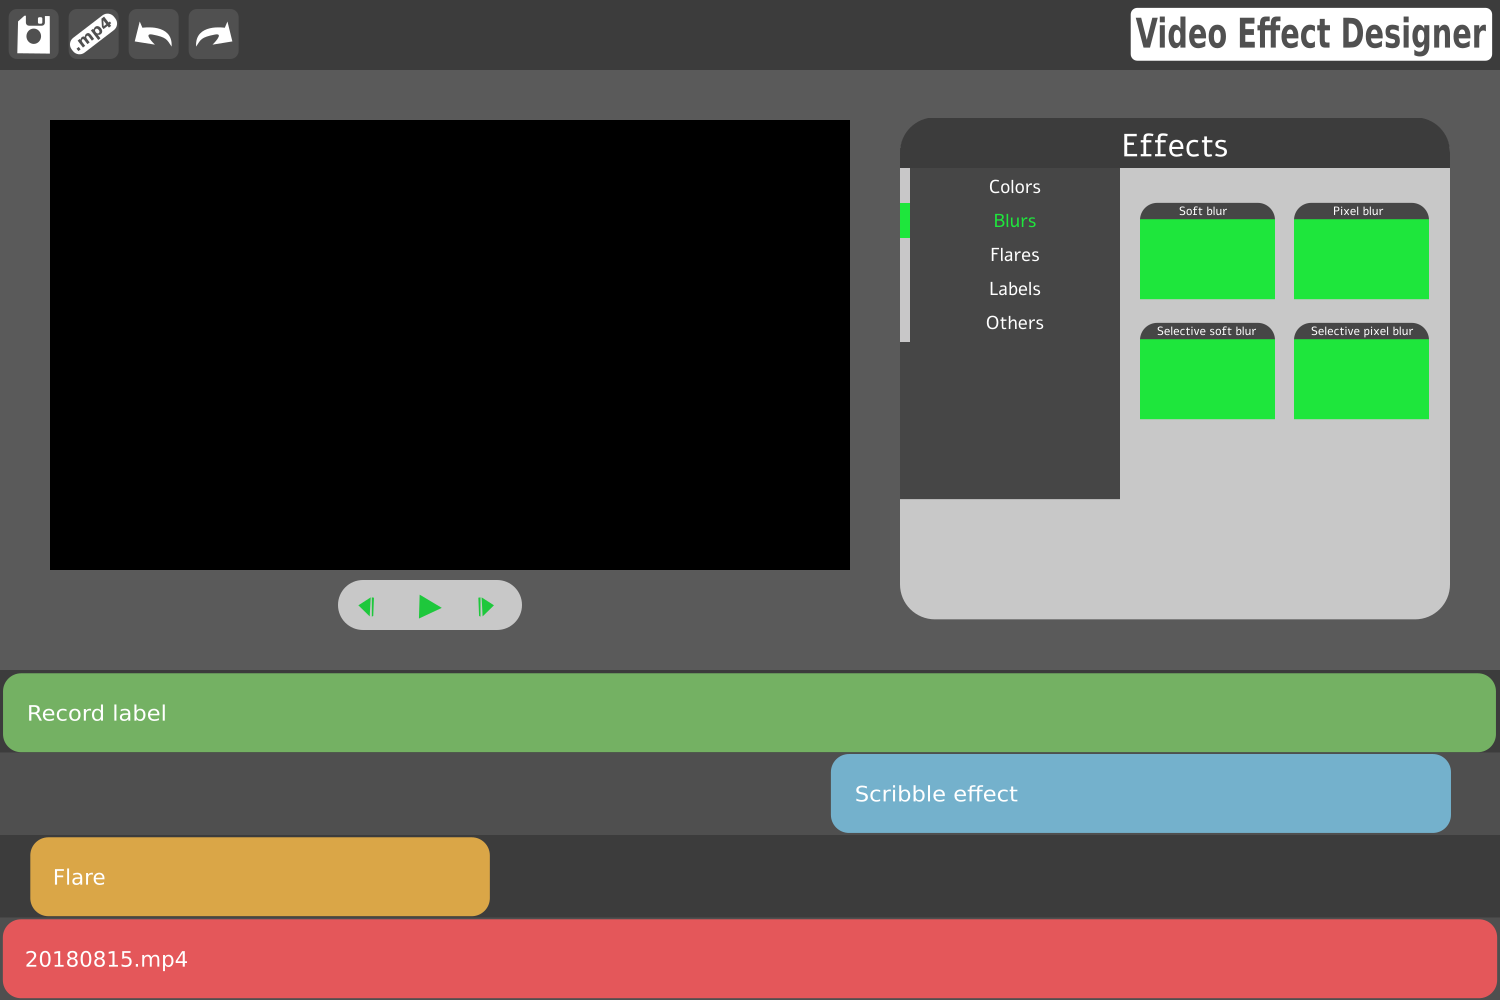 .mp4
Video Effect Designer
Effects
Colors
Blurs
Flares
Labels
Others
Soft blur
Pixel blur
Selective soft blur
Selective pixel blur
Record label
Scribble effect
Flare
20180815.mp4